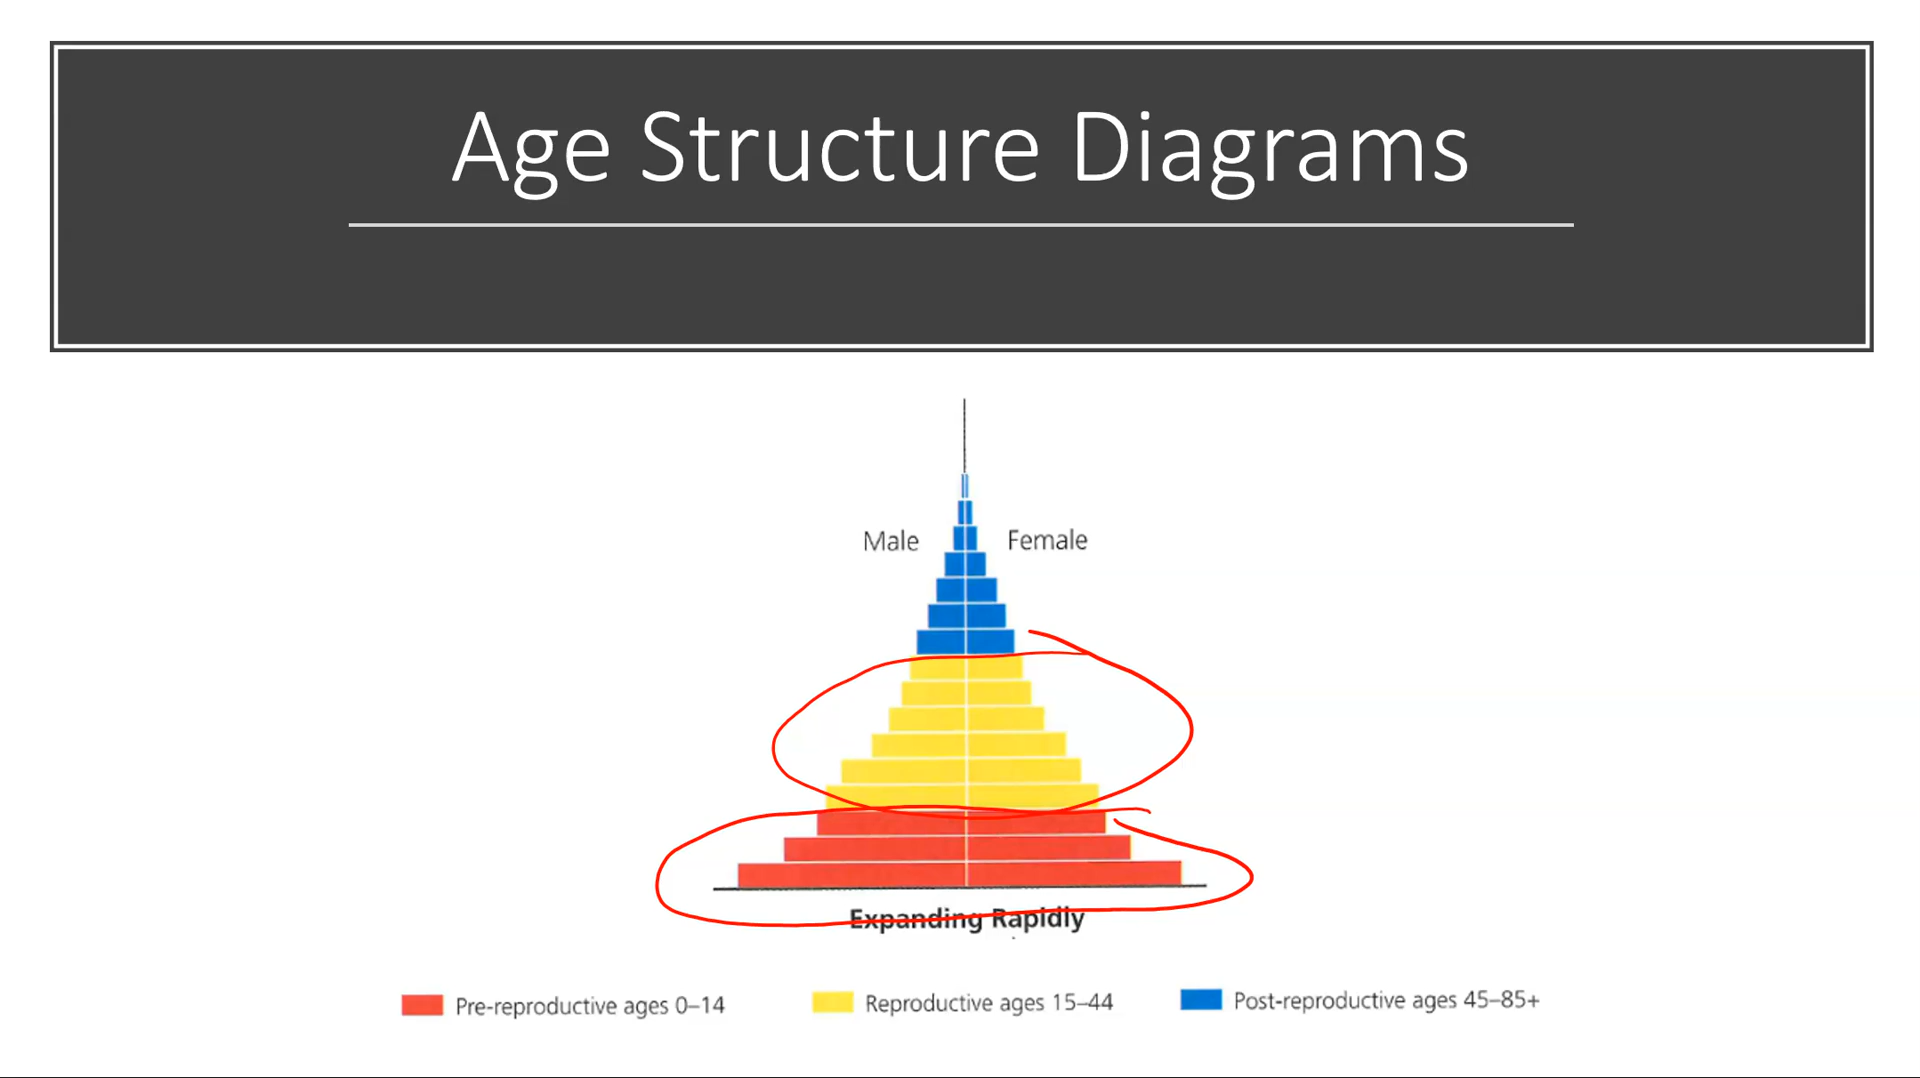 Age Structure Diagrams
Male
Female
Expanding Rapidly
Pre-reproductive ages 0–14
Reproductive ages 15–44
Post-reproductive ages 45–85+